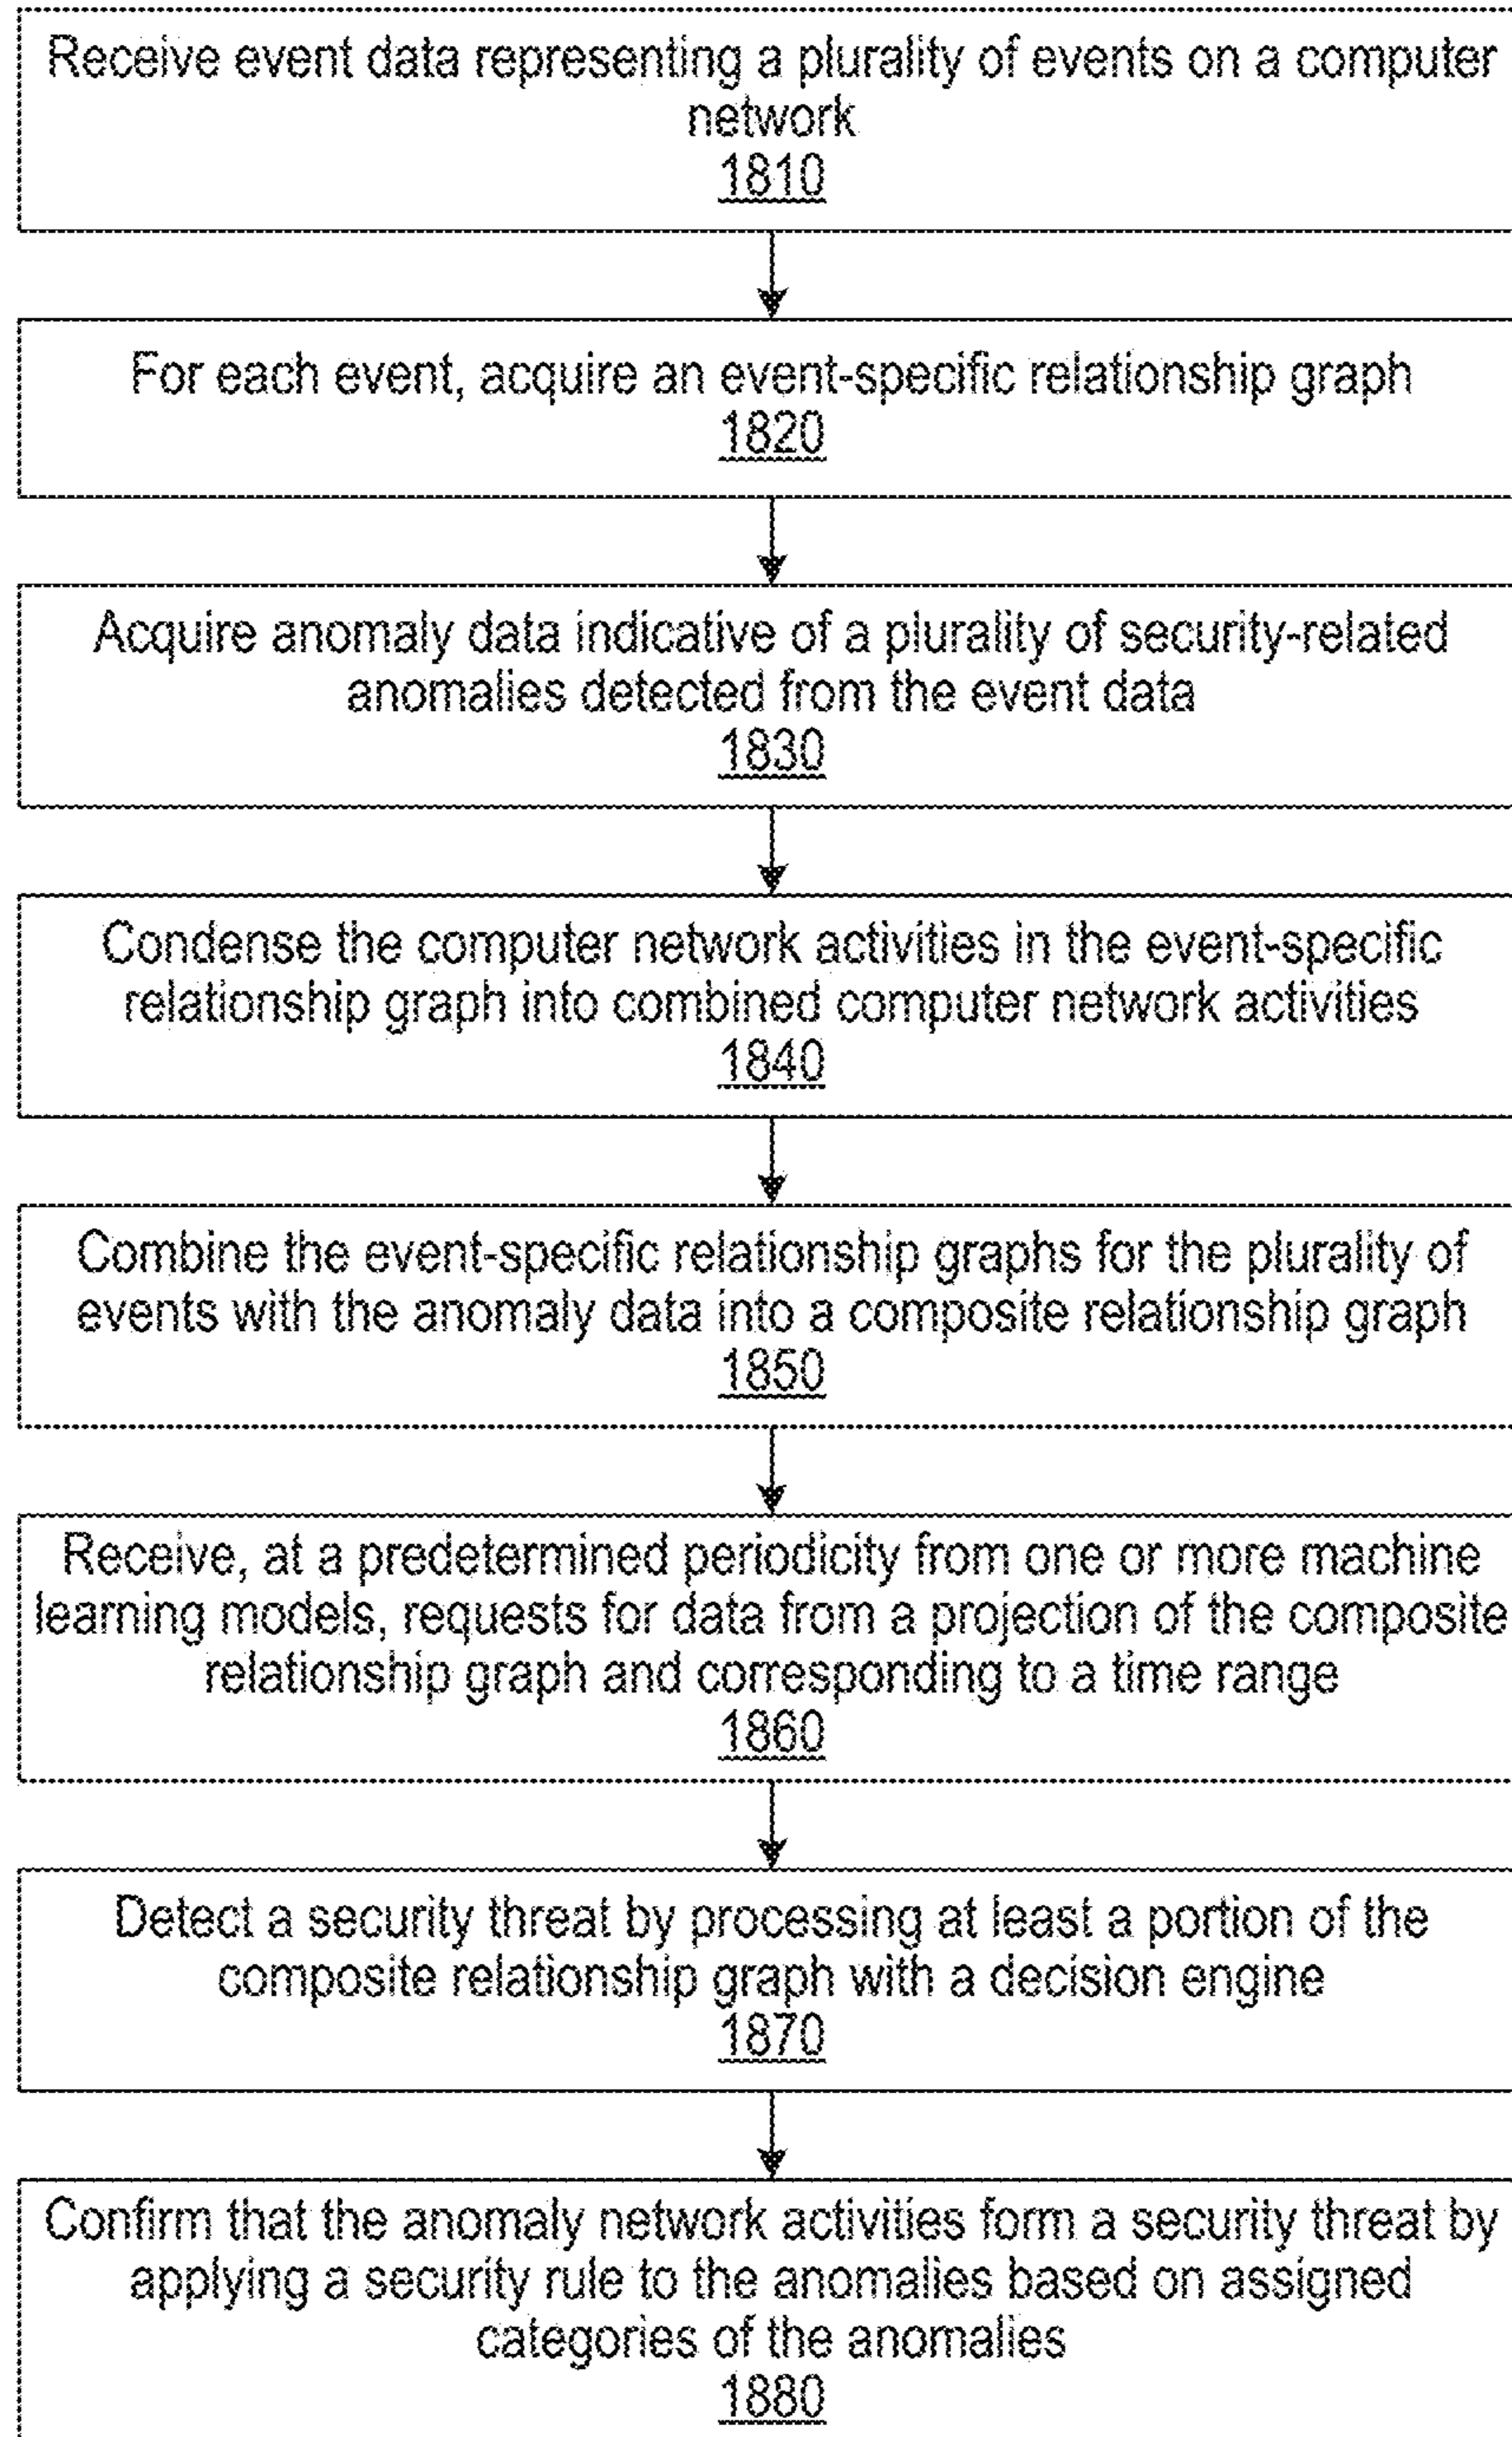 Receive event data representing a plurality of events on a computer
network
1810
For each event, acquire an event-specific relationship graph
1820
Acquire anomaly data indicative of a plurality of security-related
anomalies detected from the event data
1830
Condense the computer network activities in the event-specific
relationship graph into combined computer network activities
1840
Combine the event-specific relationship graphs for the plurality of
events with the anomaly data into a composite relationship graph
1850
Receive, at a predetermined periodicity from one or more machine
learning models, requests for data from a projection of the composite
relationship graph and corresponding to a time range
1860
Detect a security threat by processing at least a portion of the
composite relationship graph with a decision engine
1870
Confirm that the anomaly network activities form a security threat by
applying a security rule to the anomalies based on assigned
categories of the anomalies
1880